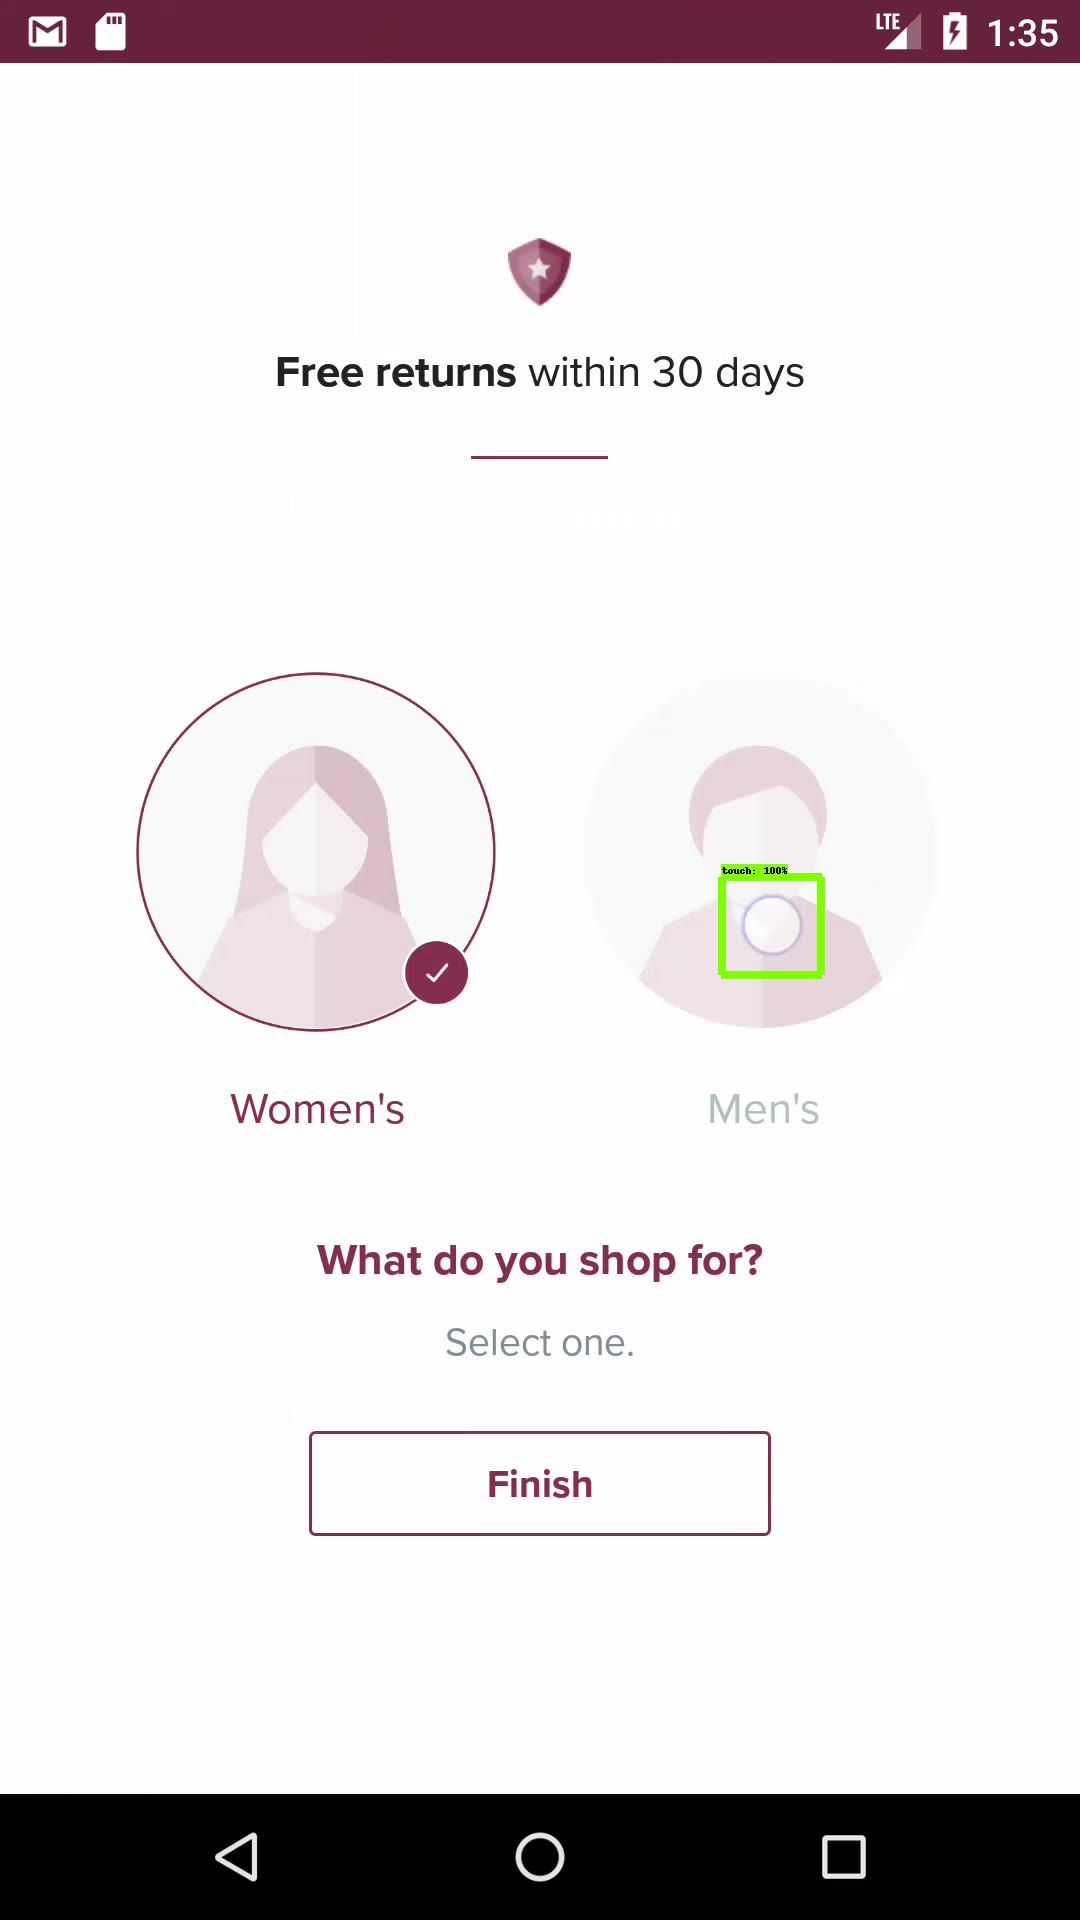 LTE 1:35
Free returns within 30 days
touch: 100%
Women's Men's
What do you shop for?
Select one.
Finish